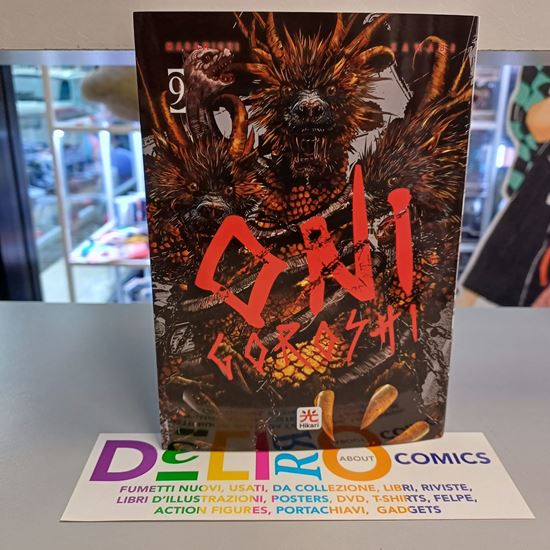 【9】
ONI
GOROSHI
光
Hikari
DELIRIO ABOUT COMICS
FUMETTI NUOVI, USATI, DA COLLEZIONE, LIBRI, RIVISTE,
LIBRI D'ILLUSTRAZIONI, POSTERS, DVD, T-SHIRTS, FELPE,
ACTION FIGURES, PORTACHIAVI, GADGETS